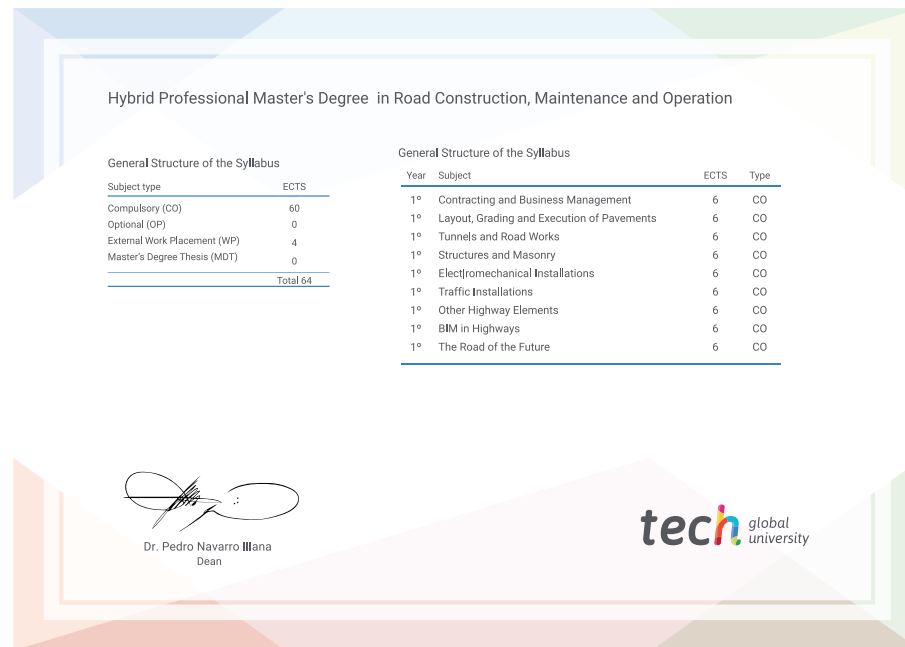 Hybrid Professional Master's Degree in Road Construction, Maintenance and Operation
General Structure of the Syllabus
Subject type ECTS
Compulsory (CO) 60
Optional (OP) 0
External Work Placement (WP) 4
Master's Degree Thesis (MDT) 0
Total 64
General Structure of the Syllabus
Year Subject ECTS Type
1º Contracting and Business Management 6 CO
1º Layout, Grading and Execution of Pavements 6 CO
1º Tunnels and Road Works 6 CO
1º Structures and Masonry 6 CO
1º Electromechanical Installations 6 CO
1º Traffic Installations 6 CO
1º Other Highway Elements 6 CO
1º BIM in Highways 6 CO
1º The Road of the Future 6 CO
Dr. Pedro Navarro Illana
Dean
tech global university